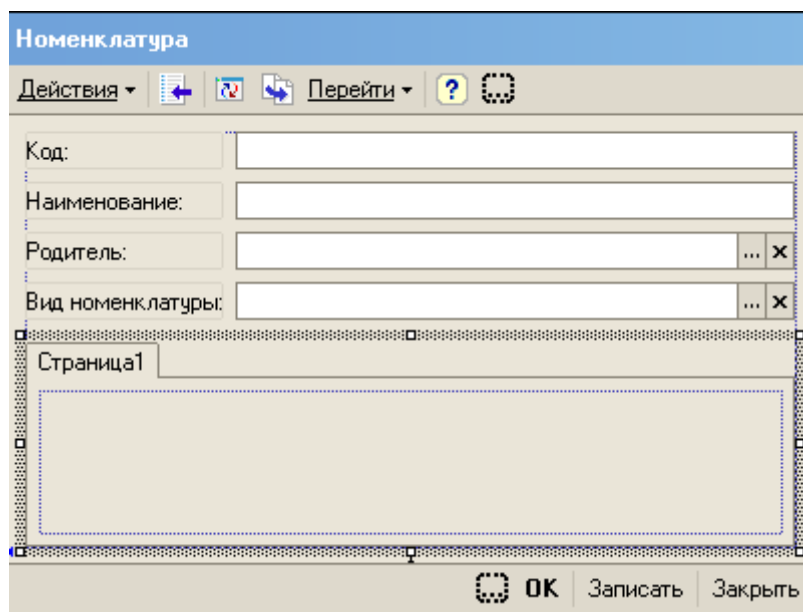 Номенклатура
Действия Перейти ?
Код:
Наименование:
Родитель: ... x
Вид номенклатуры: ... x
Страница1
OK Записать Закрыть